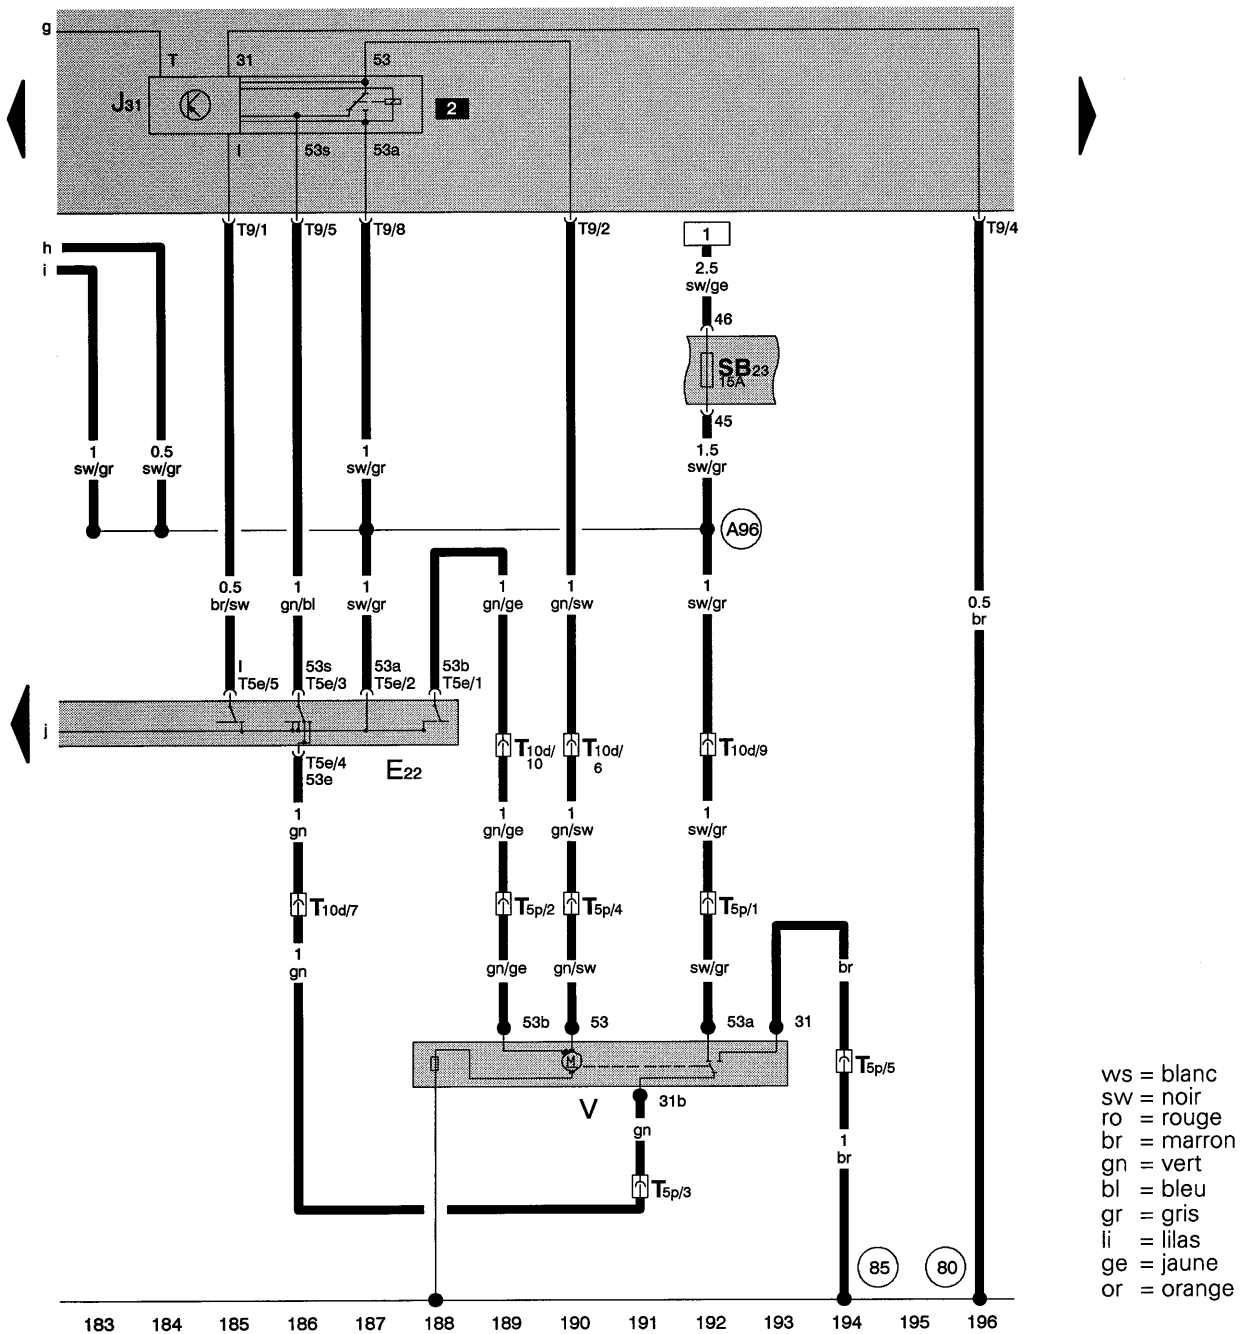 g
T
31
53
J31
2
I
53s
53a
T9/1
T9/5
T9/8
T9/2
1
T9/4
h
i
2.5
sw/ge
46
SB23
15A
45
1
sw/gr
0.5
sw/gr
1
sw/gr
1.5
sw/gr
A96
0.5
br/sw
1
gn/bl
1
sw/gr
1
gn/ge
1
gn/sw
1
sw/gr
0.5
br
I
T5e/5
53s
T5e/3
53a
T5e/2
53b
T5e/1
j
T5e/4
53e
E22
T10d/
10
T10d/
6
T10d/9
1
gn
1
gn/ge
1
gn/sw
1
sw/gr
T10d/7
T5p/2
T5p/4
T5p/1
1
gn
gn/ge
gn/sw
sw/gr
br
53b
53
53a
31
M
T5p/5
V
31b
gn
1
br
T5p/3
85
80
ws = blanc
sw = noir
ro = rouge
br = marron
gn = vert
bl = bleu
gr = gris
li = lilas
ge = jaune
or = orange
183 184 185 186 187 188 189 190 191 192 193 194 195 196